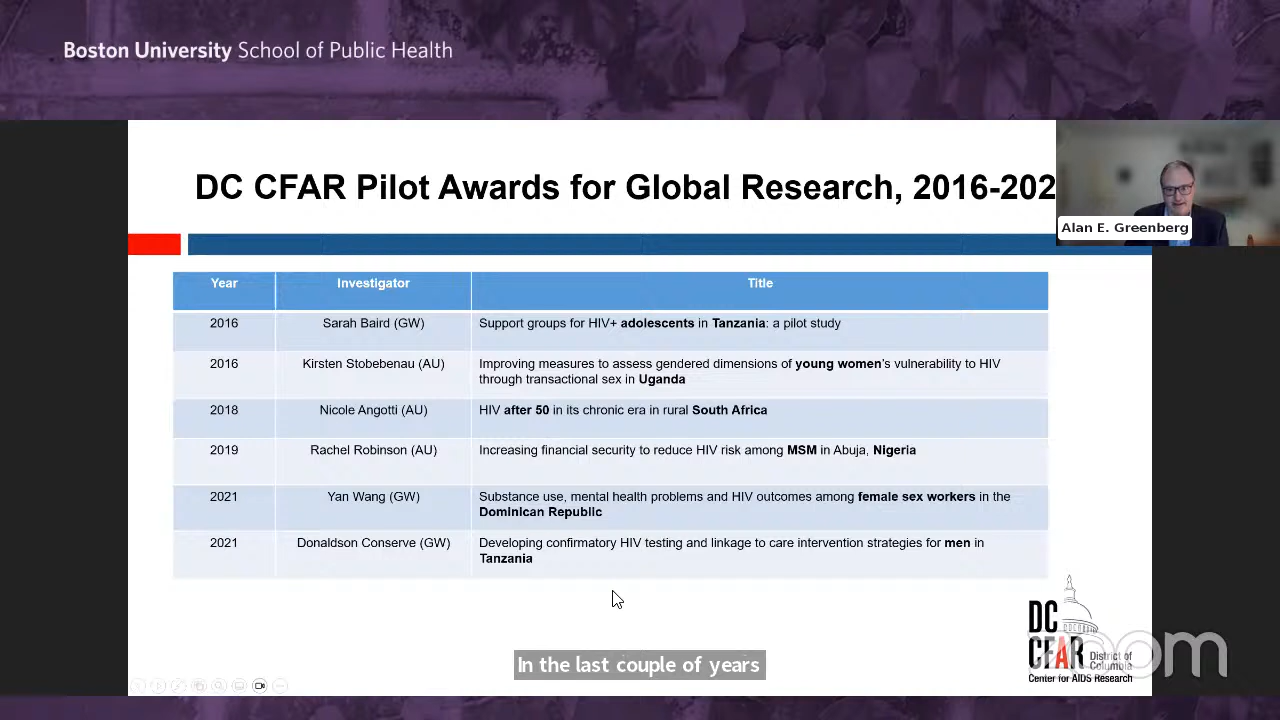 Boston University School of Public Health
DC CFAR Pilot Awards for Global Research, 2016-202
Alan E. Greenberg
Year Investigator Title
2016 Sarah Baird (GW) Support groups for HIV+ adolescents in Tanzania: a pilot study
2016 Kirsten Stobebenau (AU) Improving measures to assess gendered dimensions of young women's vulnerability to HIV
through transactional sex in Uganda
2018 Nicole Angotti (AU) HIV after 50 in its chronic era in rural South Africa
2019 Rachel Robinson (AU) Increasing financial security to reduce HIV risk among MSM in Abuja, Nigeria
2021 Yan Wang (GW) Substance use, mental health problems and HIV outcomes among female sex workers in the
Dominican Republic
2021 Donaldson Conserve (GW) Developing confirmatory HIV testing and linkage to care intervention strategies for men in
Tanzania
DC
CFAR
District of
Columbia
Center for AIDS Research
zoom
In the last couple of years